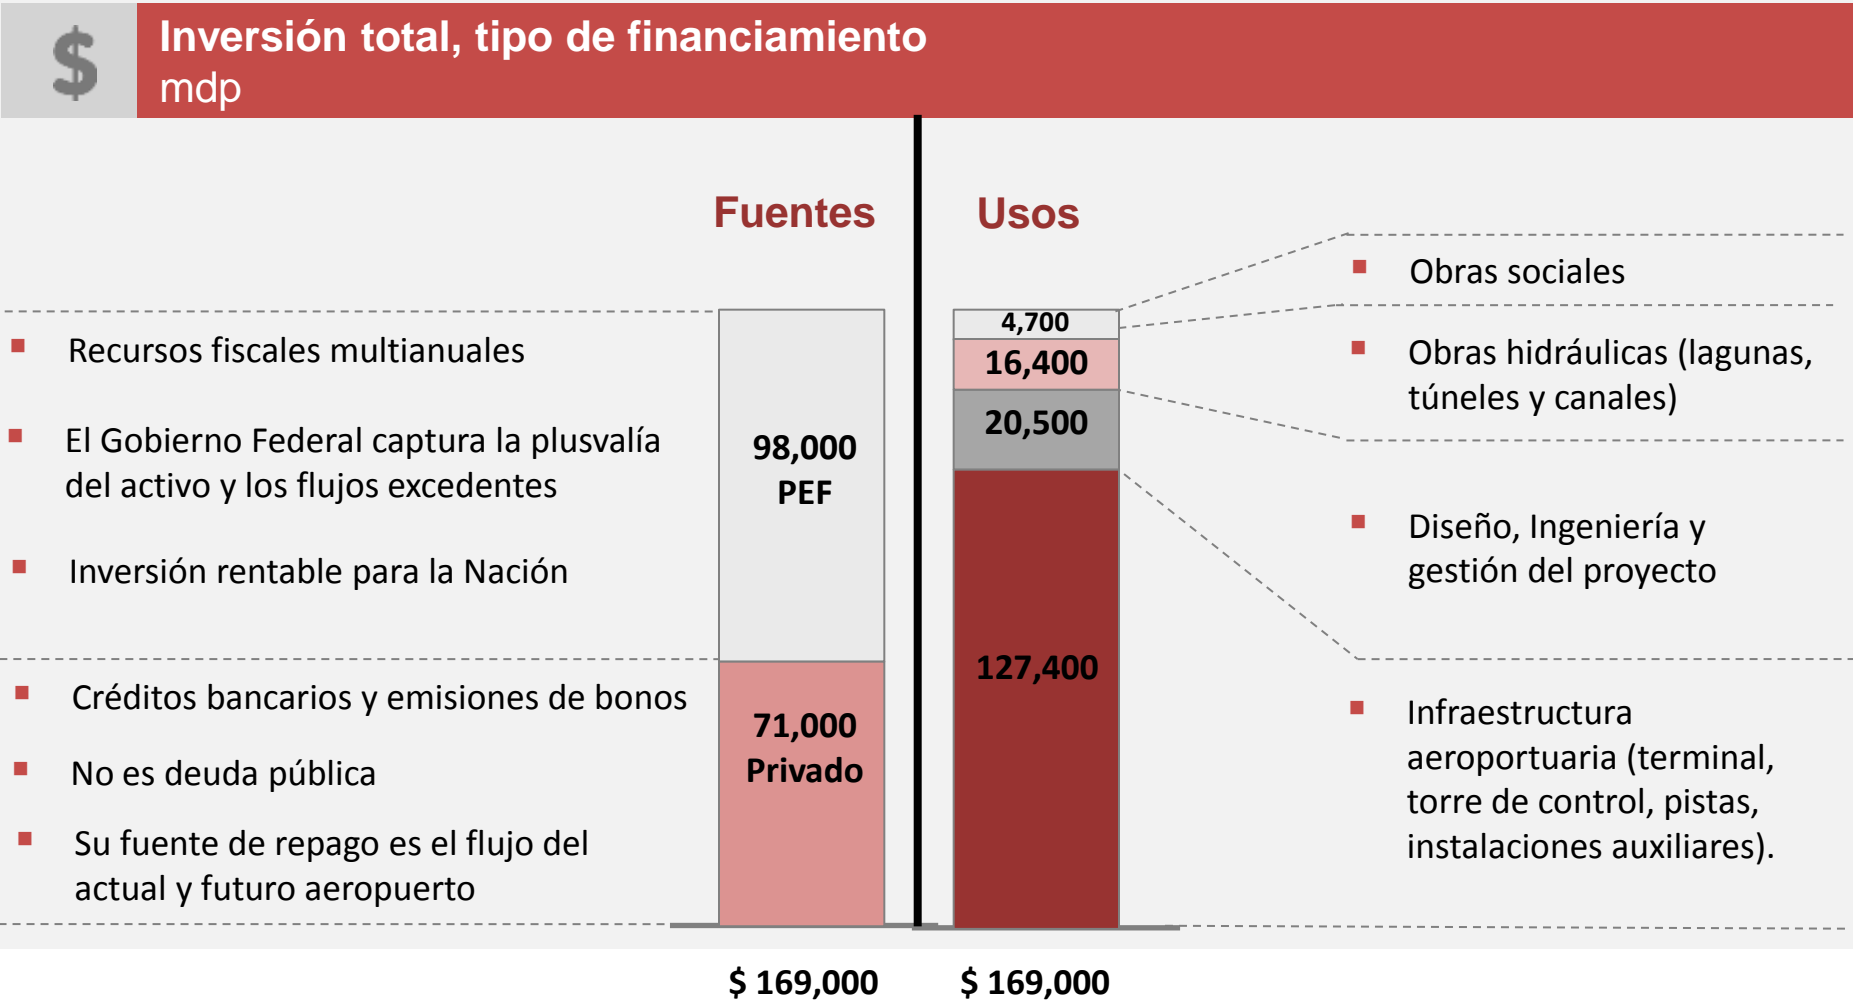 $
Inversión total, tipo de financiamiento
mdp
Fuentes
Recursos fiscales multianuales
El Gobierno Federal captura la plusvalía
del activo y los flujos excedentes
Inversión rentable para la Nación
98,000
PEF
Créditos bancarios y emisiones de bonos
No es deuda pública
Su fuente de repago es el flujo del
actual y futuro aeropuerto
71,000
Privado
$ 169,000
Usos
4,700
Obras sociales
16,400
Obras hidráulicas (lagunas,
túneles y canales)
20,500
Diseño, Ingeniería y
gestión del proyecto
127,400
Infraestructura
aeroportuaria (terminal,
torre de control, pistas,
instalaciones auxiliares).
$ 169,000